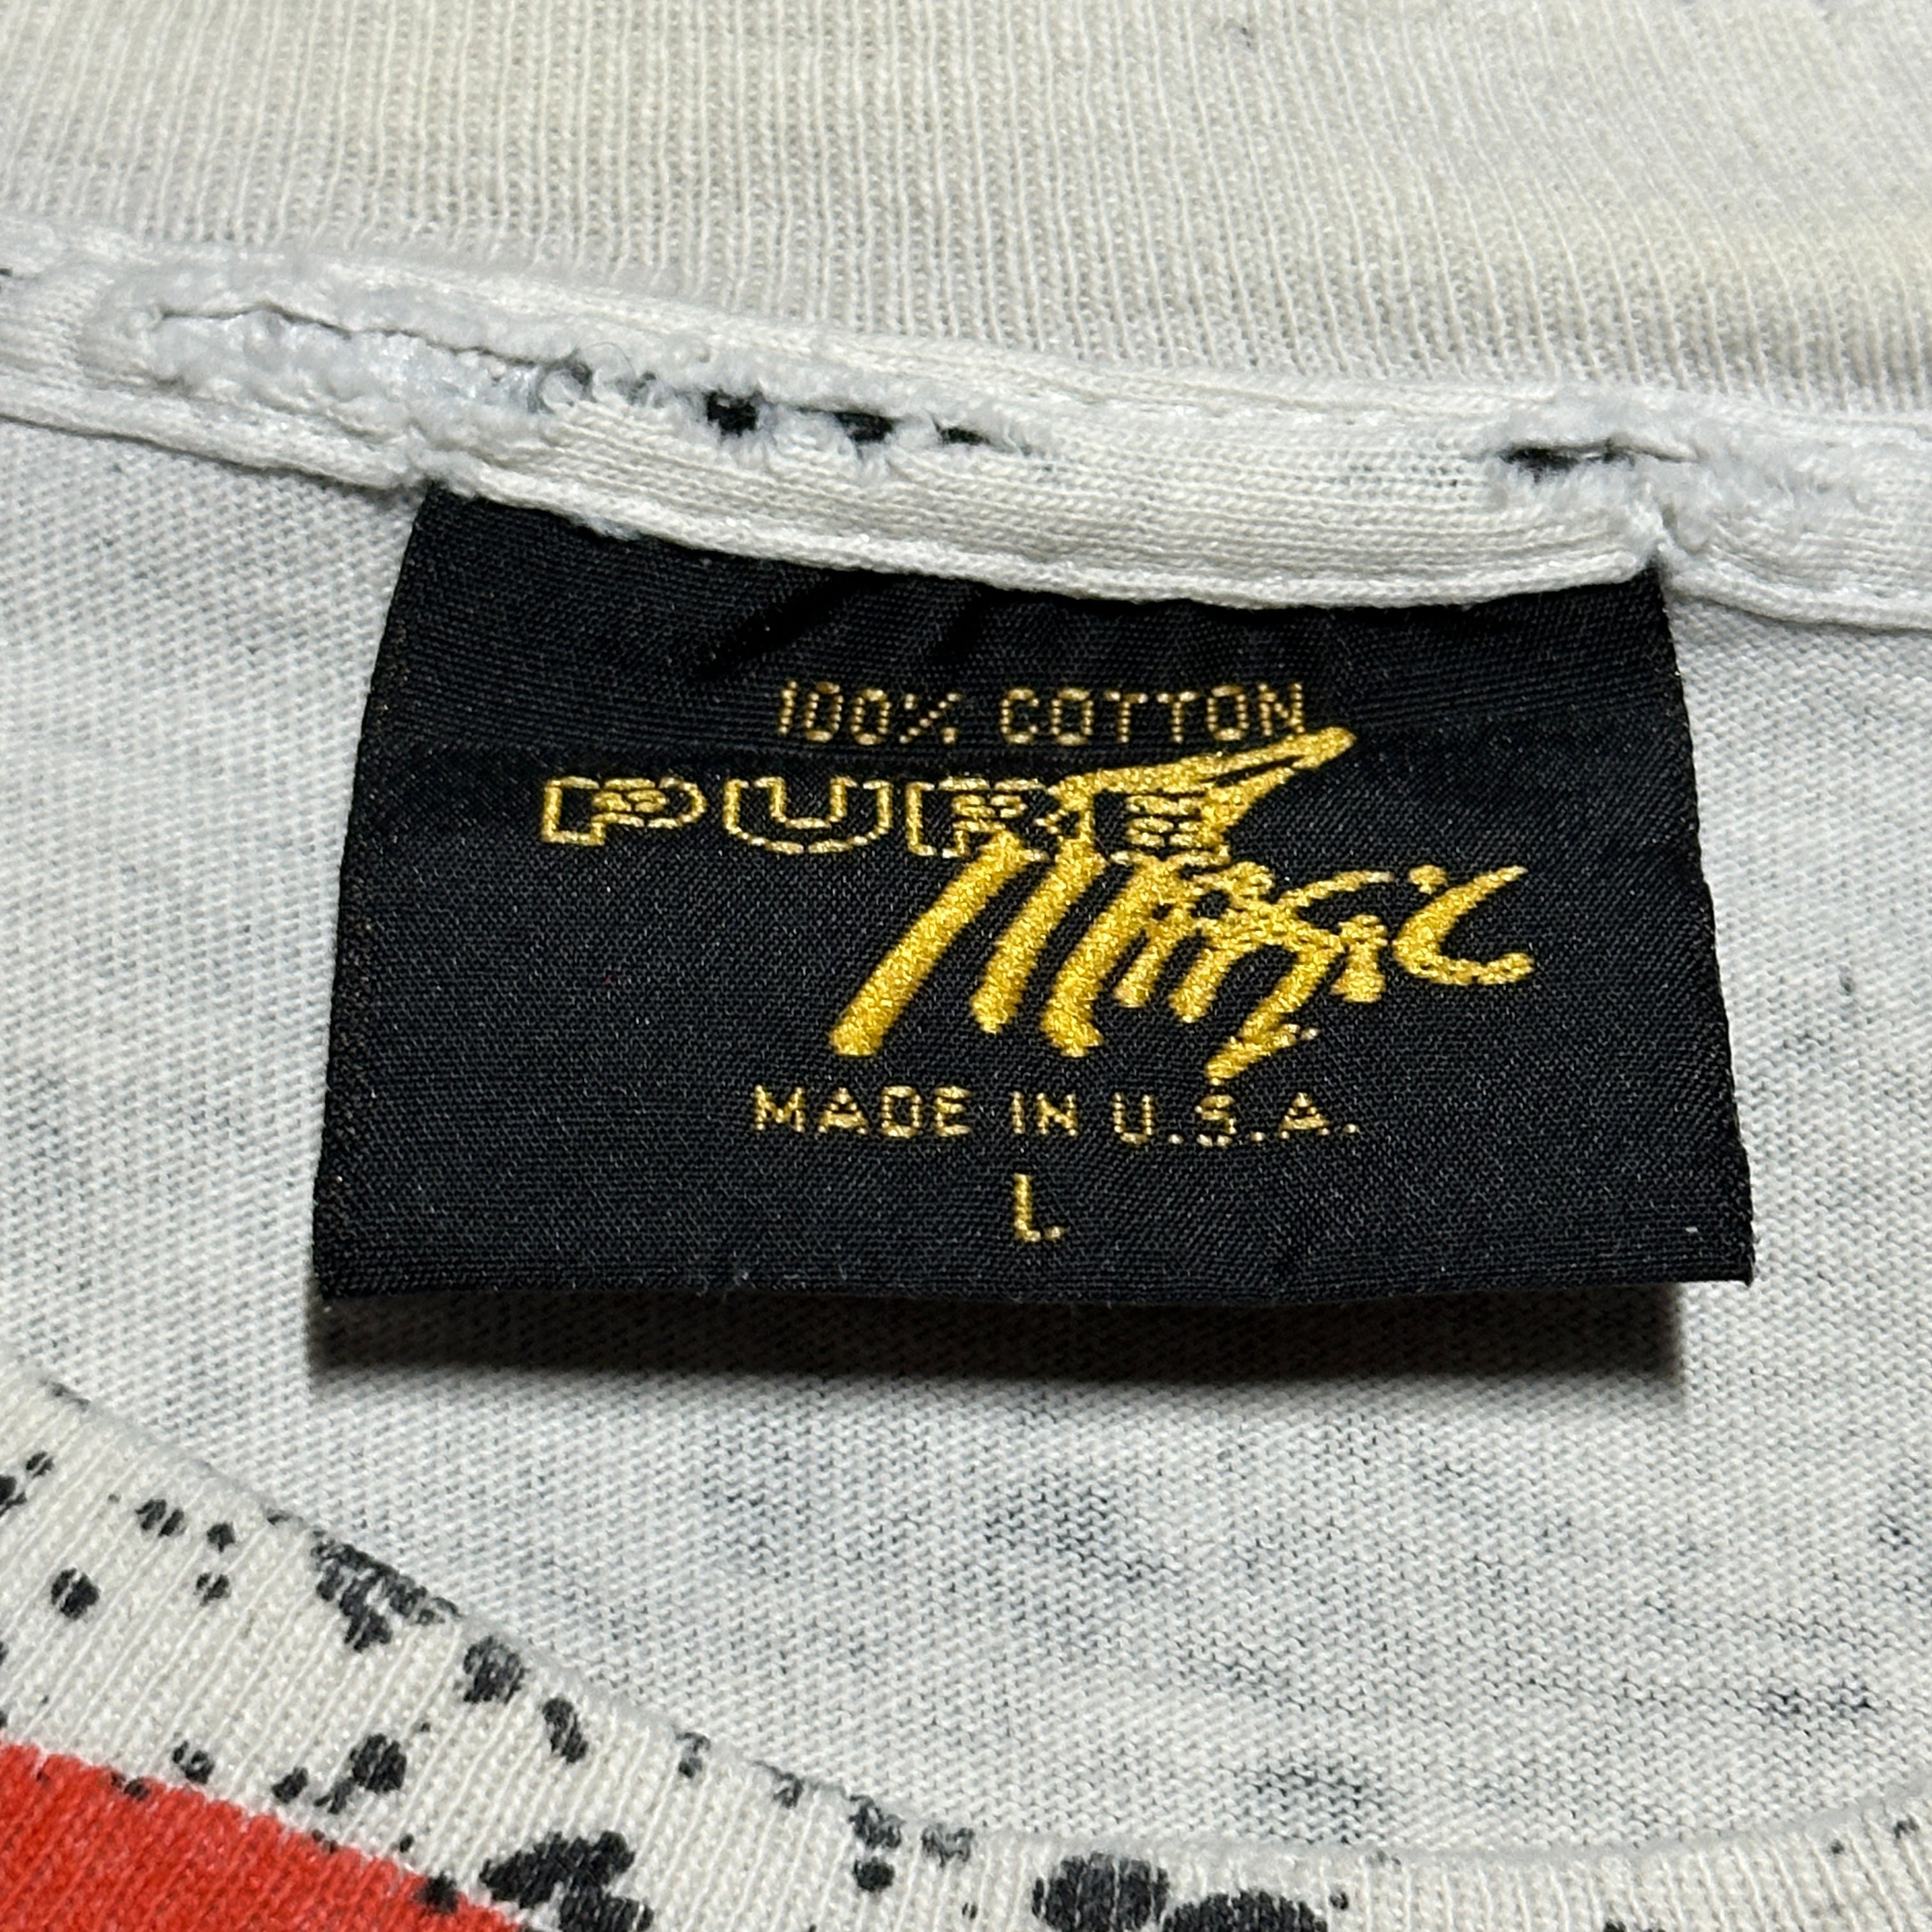 100% COTTON
PURE
Magic
MADE IN U.S.A.
L